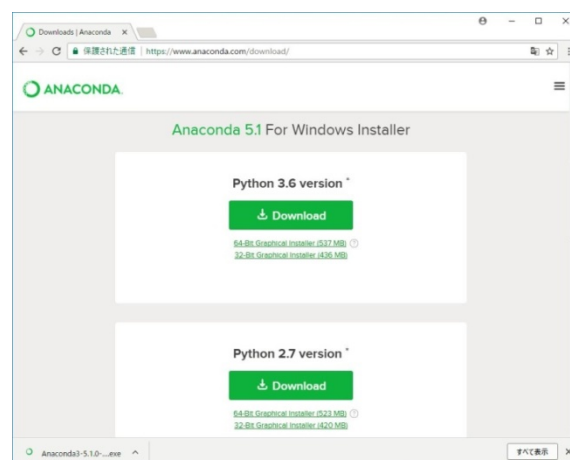 Downloads | Anaconda
保護された通信 | https://www.anaconda.com/download/
ANACONDA.
Anaconda 5.1 For Windows Installer
Python 3.6 version *
Download
64-Bit Graphical Installer (537 MB) ?
32-Bit Graphical Installer (436 MB)
Python 2.7 version *
Download
64-Bit Graphical Installer (523 MB) ?
32-Bit Graphical Installer (420 MB)
Anaconda3-5.1.0-....exe
すべて表示